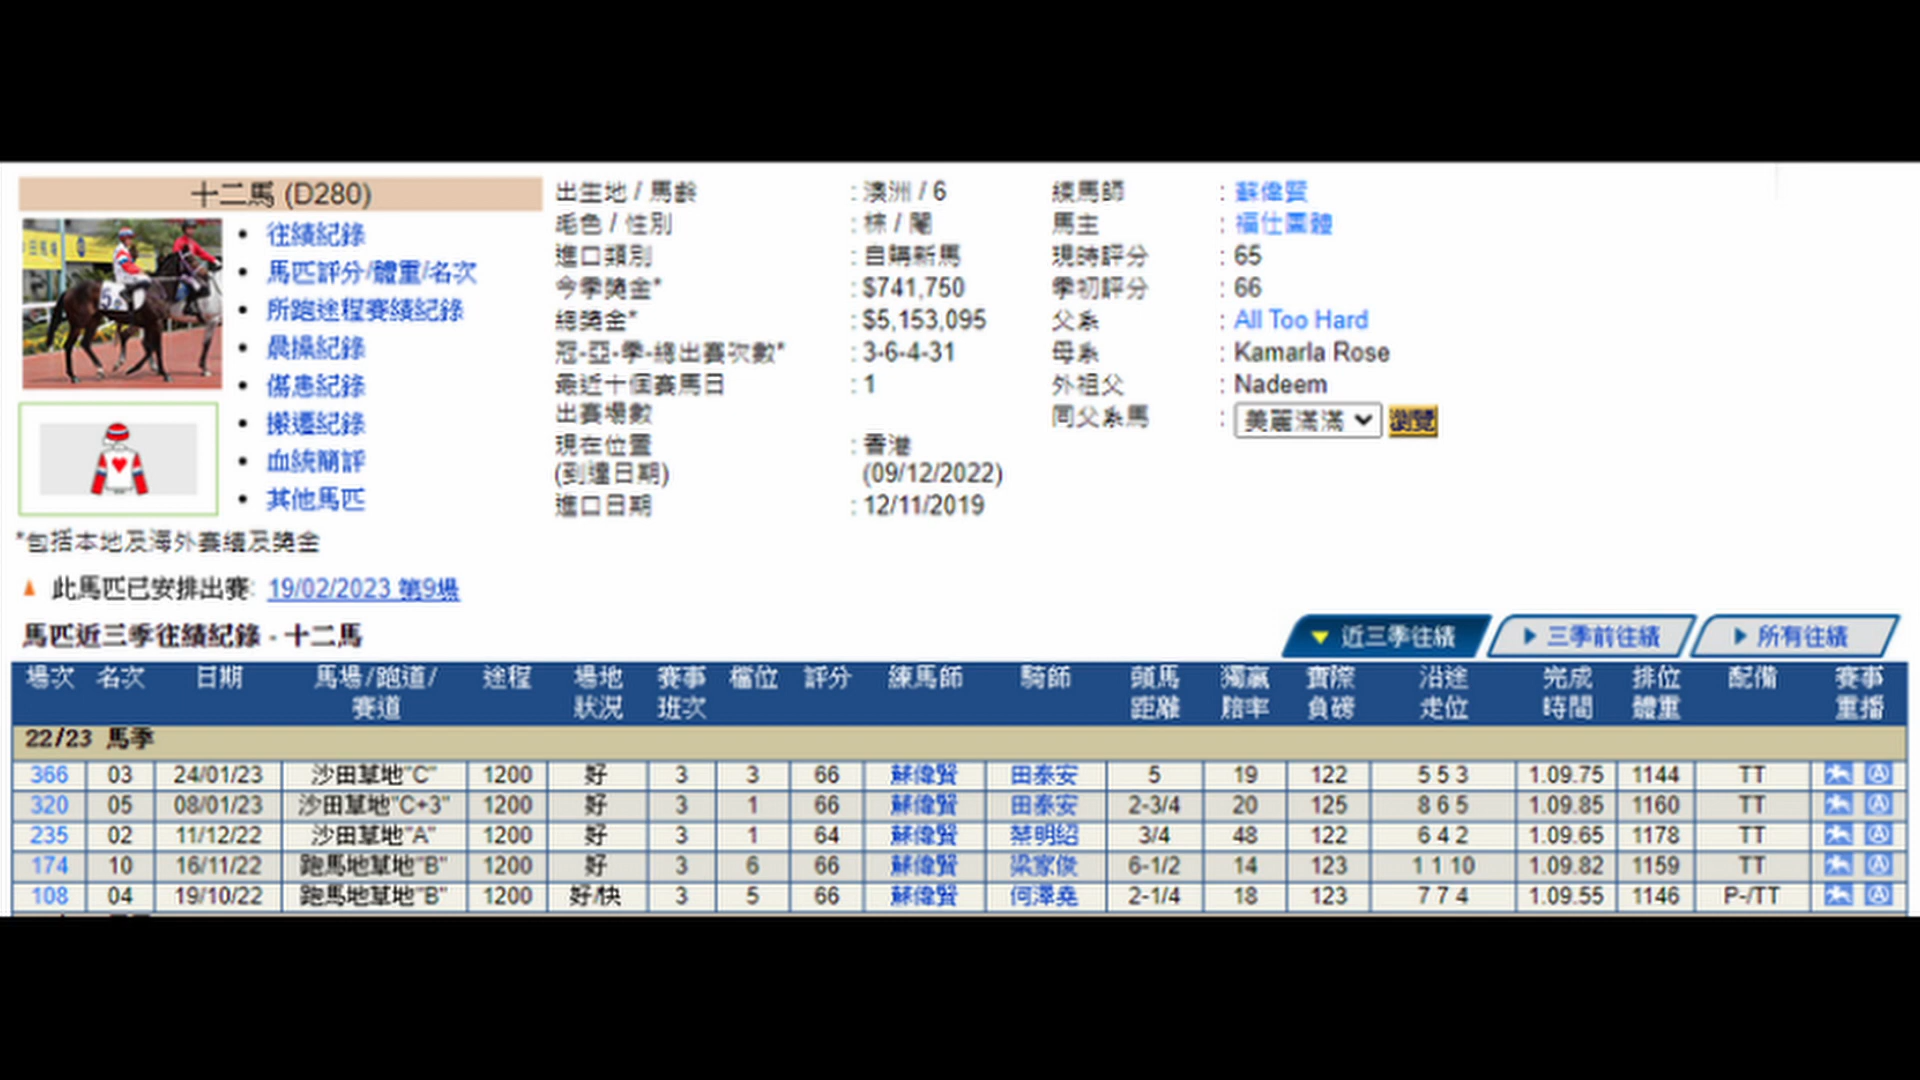 十二馬 (D280)
• 往績紀錄
• 馬匹評分/體重/名次
• 所跑途程賽績紀錄
• 晨操紀錄
• 傷患紀錄
• 搬遷紀錄
• 血統簡評
• 其他馬匹
*包括本地及海外賽績及獎金
出生地 / 馬齡 : 澳洲 / 6
毛色 / 性別 : 棕 / 閹
進口類別 : 自購新馬
今季獎金* : $741,750
總獎金* : $5,153,095
冠-亞-季-總出賽次數* : 3-6-4-31
最近十個賽馬日 : 1
出賽場數
現在位置 : 香港
(到達日期) (09/12/2022)
進口日期 : 12/11/2019
練馬師 : 蘇偉賢
馬主 : 福仕團體
現時評分 : 65
季初評分 : 66
父系 : All Too Hard
母系 : Kamarla Rose
外祖父 : Nadeem
同父系馬 : 美麗滿滿 瀏覽
此馬匹已安排出賽: 19/02/2023 第9場
馬匹近三季往績紀錄 - 十二馬
近三季往績 三季前往績 所有往績
場次 名次 日期 馬場/跑道/賽道 途程 場地狀況 賽事班次 檔位 評分 練馬師 騎師 頭馬距離 獨贏賠率 實際負磅 沿途走位 完成時間 排位體重 配備 賽事重播
22/23 馬季
366 03 24/01/23 沙田草地"C" 1200 好 3 3 66 蘇偉賢 田泰安 5 19 122 5 5 3 1.09.75 1144 TT
320 05 08/01/23 沙田草地"C+3" 1200 好 3 1 66 蘇偉賢 田泰安 2-3/4 20 125 8 6 5 1.09.85 1160 TT
235 02 11/12/22 沙田草地"A" 1200 好 3 1 64 蘇偉賢 蔡明紹 3/4 48 122 6 4 2 1.09.65 1178 TT
174 10 16/11/22 跑馬地草地"B" 1200 好 3 6 66 蘇偉賢 梁家俊 6-1/2 14 123 1 1 10 1.09.82 1159 TT
108 04 19/10/22 跑馬地草地"B" 1200 好/快 3 5 66 蘇偉賢 何澤堯 2-1/4 18 123 7 7 4 1.09.55 1146 P-/TT